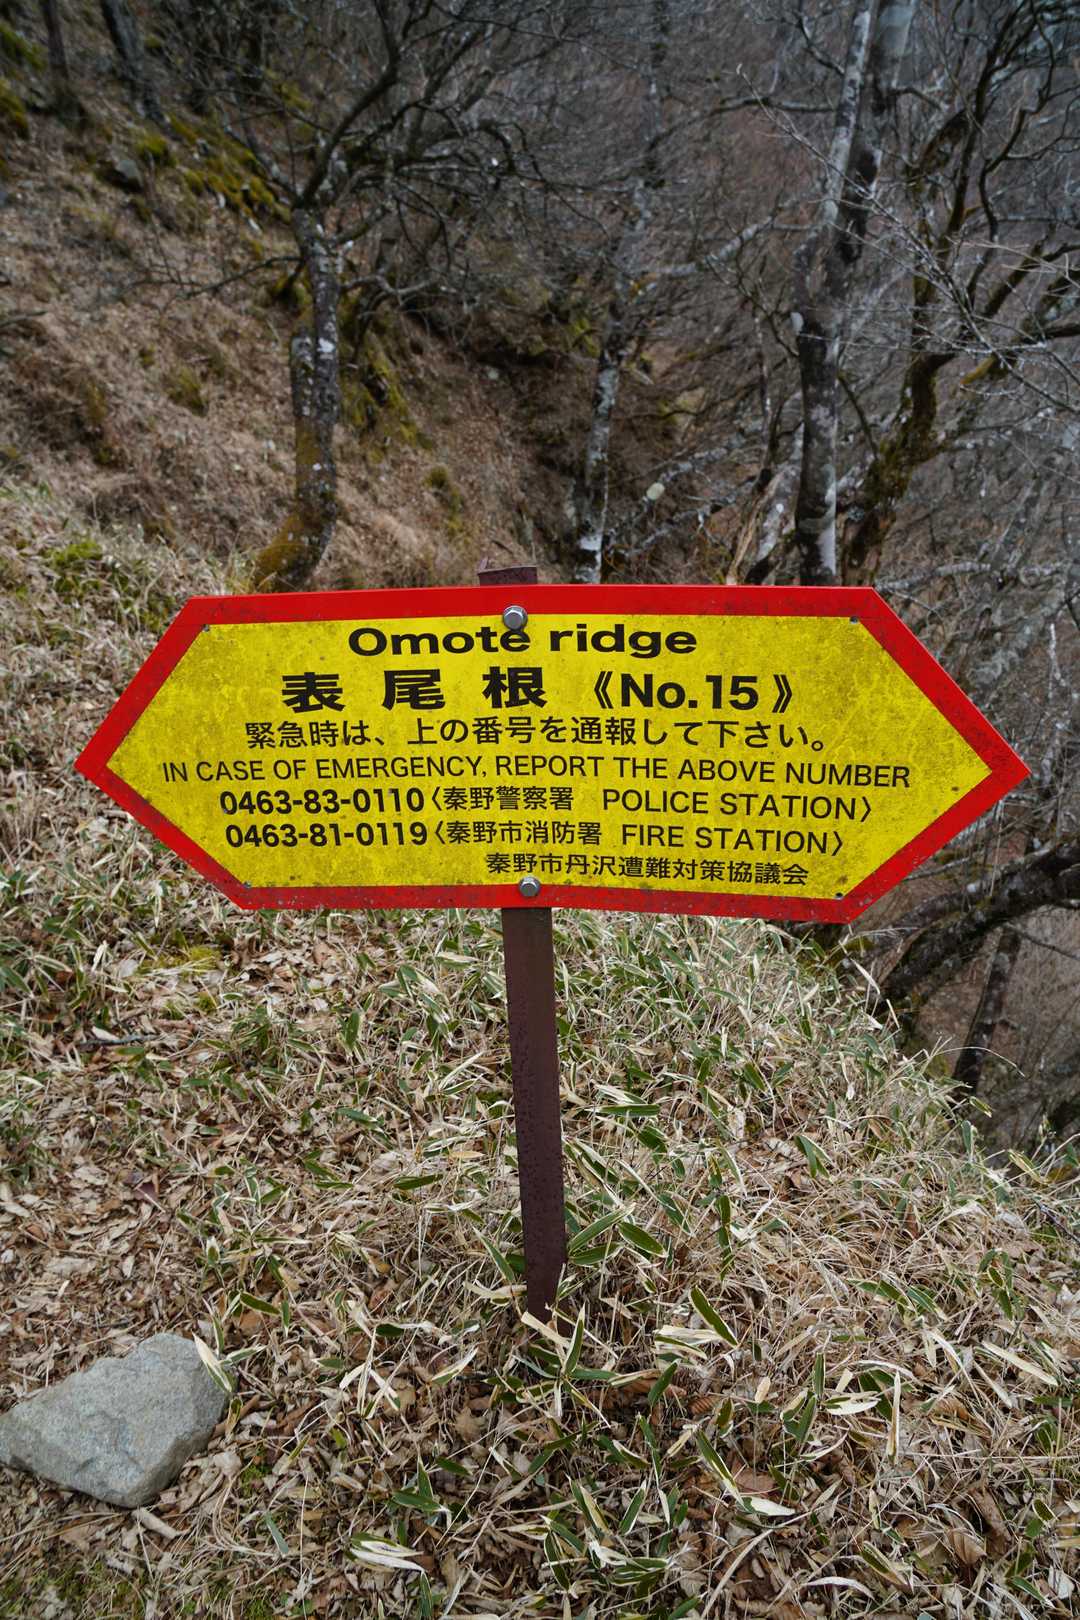 Omote ridge
表尾根《No.15》
緊急時は、上の番号を通報して下さい。
IN CASE OF EMERGENCY, REPORT THE ABOVE NUMBER
0463-83-0110〈秦野警察署 POLICE STATION〉
0463-81-0119〈秦野市消防署 FIRE STATION〉
秦野市丹沢遭難対策協議会